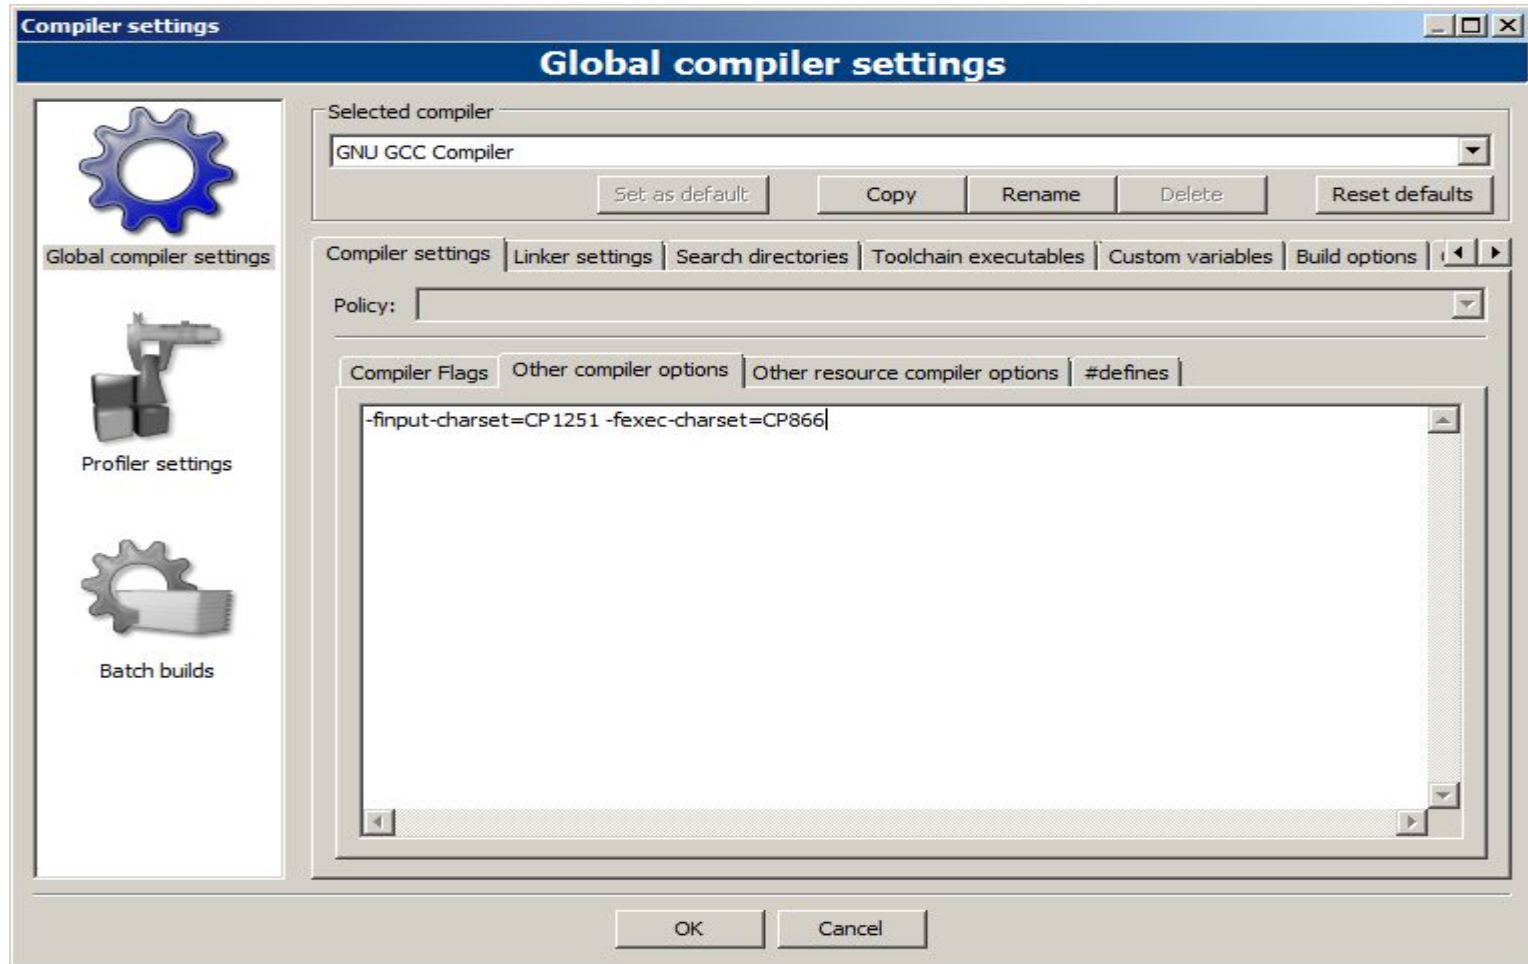 Compiler settings
Global compiler settings
Global compiler settings
Profiler settings
Batch builds
Selected compiler
GNU GCC Compiler
Set as default Copy Rename Delete Reset defaults
Compiler settings Linker settings Search directories Toolchain executables Custom variables Build options
Policy:
Compiler Flags Other compiler options Other resource compiler options #defines
-finput-charset=CP1251 -fexec-charset=CP866
OK Cancel